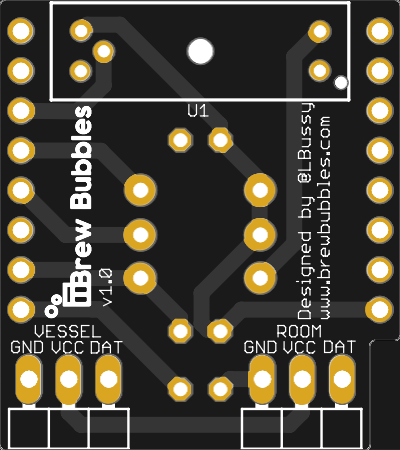 U1
Brew Bubbles
v1.0
Designed by @LBussy
www.brewbubbles.com
VESSEL
GND VCC DAT
ROOM
GND VCC DAT